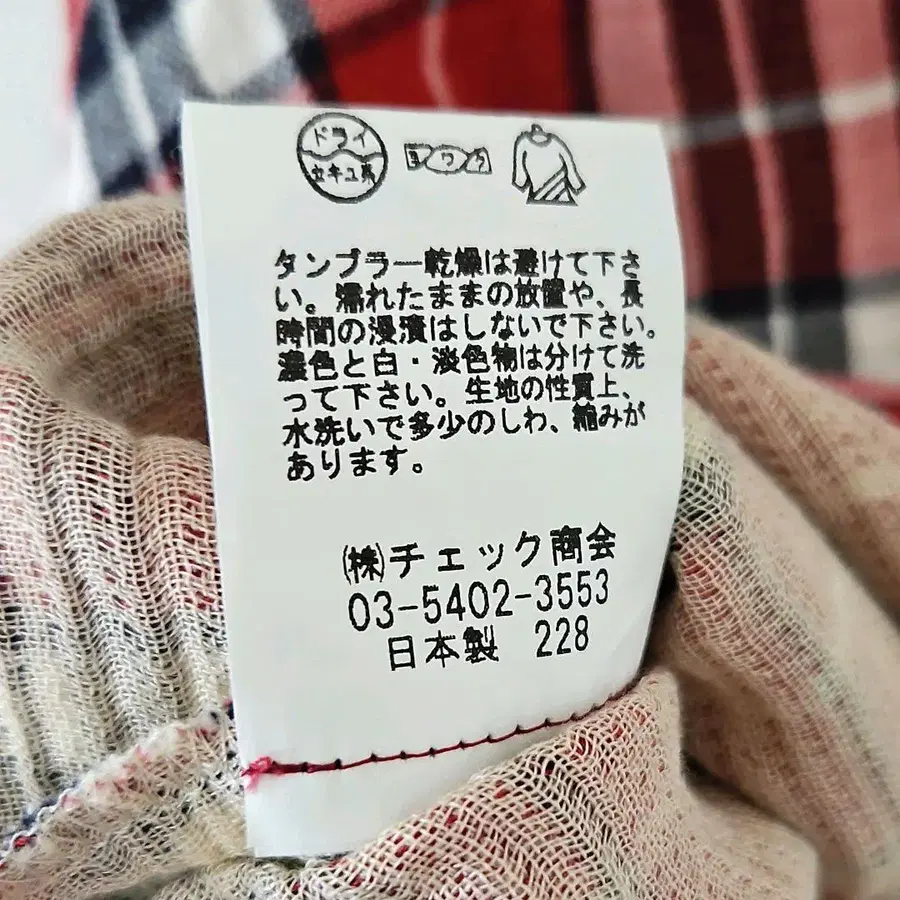 ドライ
セキユ系
ヨワク
タンブラー乾燥は避けて下さ
い。濡れたままの放置や、長
時間の浸漬はしないで下さい。
濃色と白・淡色物は分けて洗
って下さい。生地の性質上、
水洗いで多少のしわ、縮みが
あります。
㈱チェック商会
03-5402-3553
日本製 228